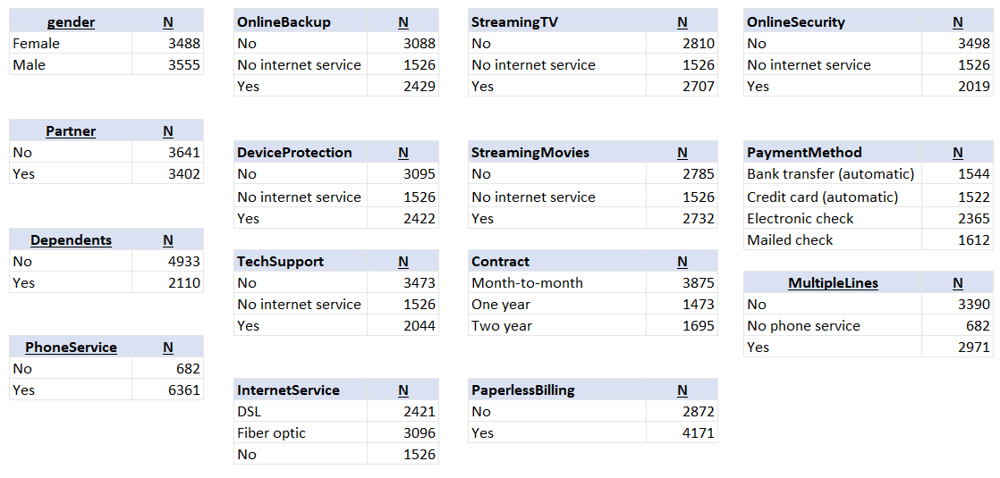 gender N
Female 3488
Male 3555
Partner N
No 3641
Yes 3402
Dependents N
No 4933
Yes 2110
PhoneService N
No 682
Yes 6361
OnlineBackup N
No 3088
No internet service 1526
Yes 2429
DeviceProtection N
No 3095
No internet service 1526
Yes 2422
TechSupport N
No 3473
No internet service 1526
Yes 2044
InternetService N
DSL 2421
Fiber optic 3096
No 1526
StreamingTV N
No 2810
No internet service 1526
Yes 2707
StreamingMovies N
No 2785
No internet service 1526
Yes 2732
Contract N
Month-to-month 3875
One year 1473
Two year 1695
PaperlessBilling N
No 2872
Yes 4171
OnlineSecurity N
No 3498
No internet service 1526
Yes 2019
PaymentMethod N
Bank transfer (automatic) 1544
Credit card (automatic) 1522
Electronic check 2365
Mailed check 1612
MultipleLines N
No 3390
No phone service 682
Yes 2971